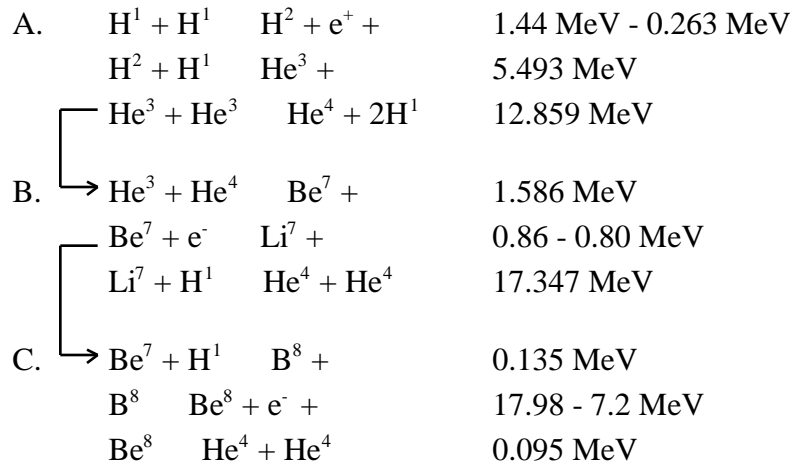 A. H¹ + H¹ H² + e⁺ + 1.44 MeV - 0.263 MeV
H² + H¹ He³ + 5.493 MeV
He³ + He³ He⁴ + 2H¹ 12.859 MeV
B. He³ + He⁴ Be⁷ + 1.586 MeV
Be⁷ + e⁻ Li⁷ + 0.86 - 0.80 MeV
Li⁷ + H¹ He⁴ + He⁴ 17.347 MeV
C. Be⁷ + H¹ B⁸ + 0.135 MeV
B⁸ Be⁸ + e⁻ + 17.98 - 7.2 MeV
Be⁸ He⁴ + He⁴ 0.095 MeV